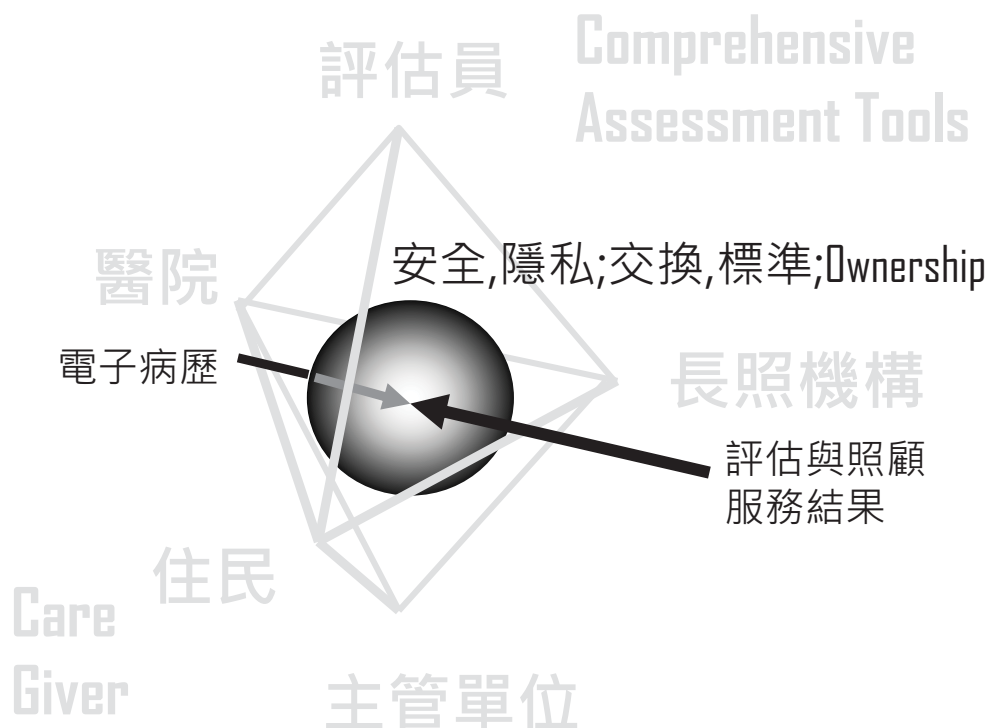 Comprehensive
Assessment Tools
評估員
安全,隱私;交換,標準;Ownership
醫院
電子病歷
長照機構
評估與照顧
服務結果
住民
Care
Giver
主管單位